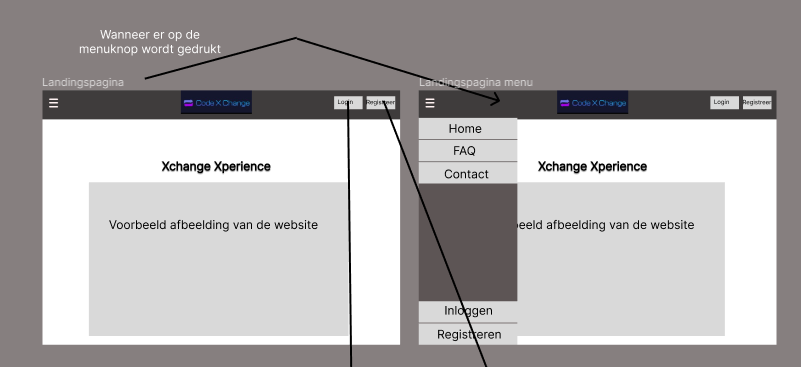 Wanneer er op de
menuknop wordt gedrukt
Landingspagina
Code X Change
Login
Registreer
Xchange Xperience
Voorbeeld afbeelding van de website
Landingspagina menu
Code X Change
Login
Registreer
Home
FAQ
Contact
Xchange Xperience
eeld afbeelding van de website
Inloggen
Registreren